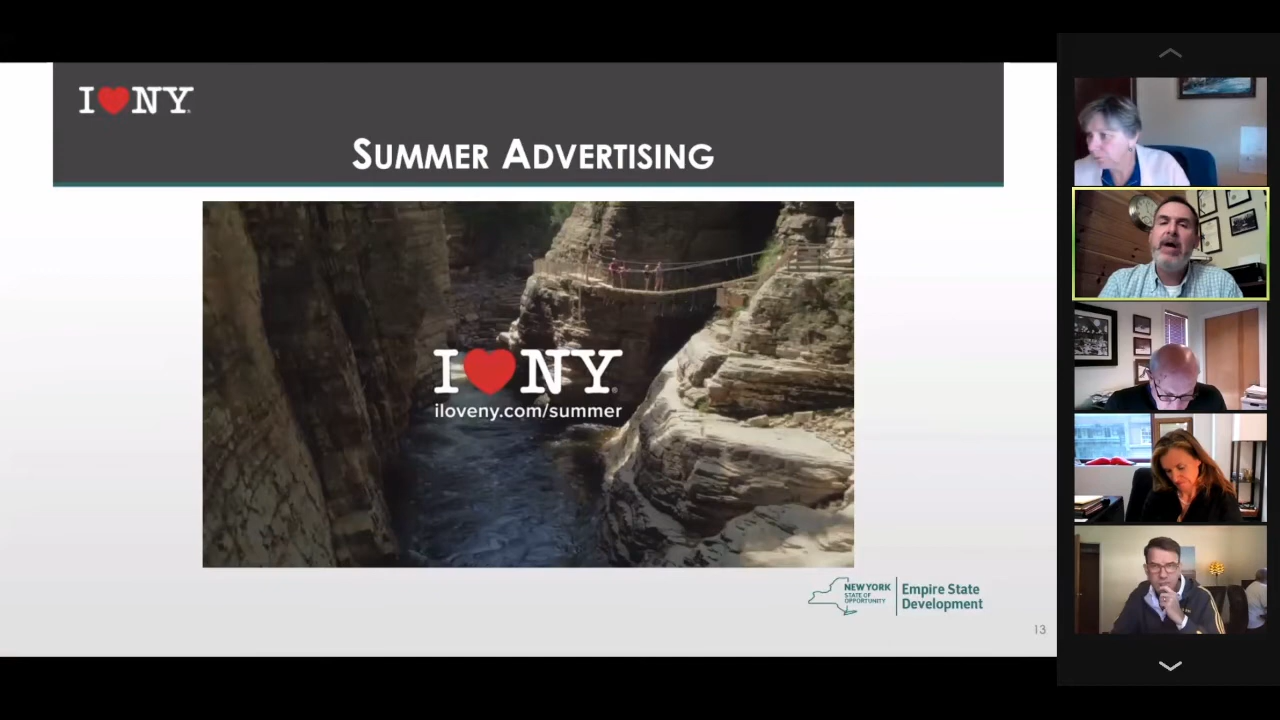 I ❤ NY
SUMMER ADVERTISING
I ❤ NY
iloveny.com/summer
NEW YORK
STATE OF
OPPORTUNITY
Empire State
Development
13